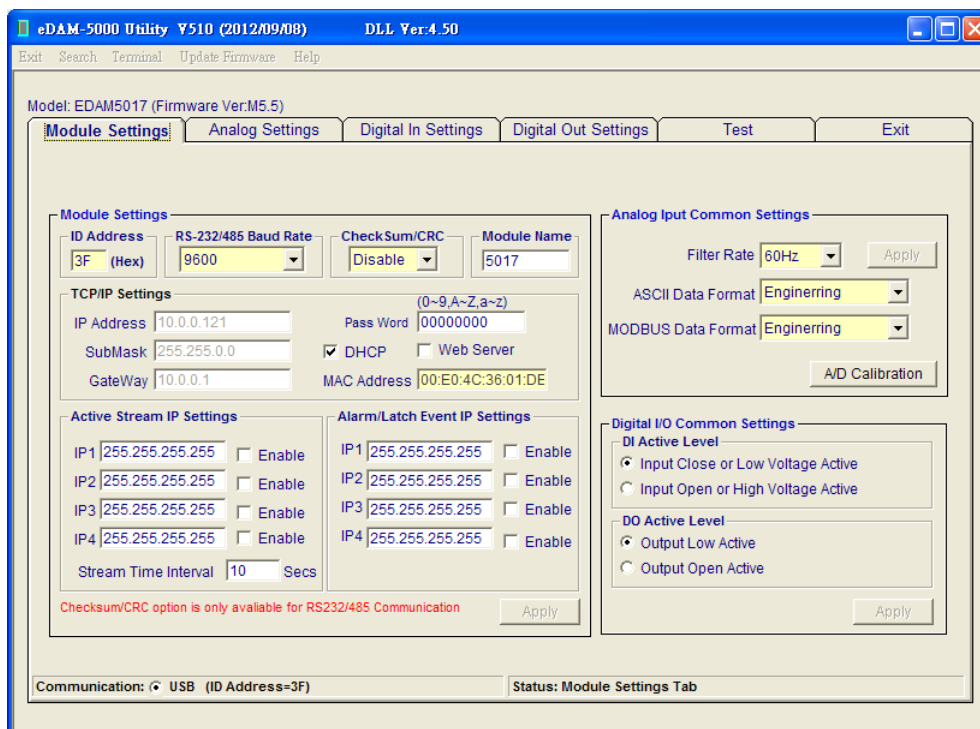 eDAM-5000 Utility V510 (2012/09/08) DLL Ver:4.50
Exit Search Terminal Update Firmware Help
Model: EDAM5017 (Firmware Ver:M5.5)
Module Settings Analog Settings Digital In Settings Digital Out Settings Test Exit
Module Settings
ID Address RS-232/485 Baud Rate CheckSum/CRC Module Name
3F (Hex) 9600 Disable 5017
TCP/IP Settings
(0~9,A~Z,a~z)
IP Address 10.0.0.121 Pass Word 00000000
SubMask 255.255.0.0 DHCP Web Server
GateWay 10.0.0.1 MAC Address 00:E0:4C:36:01:DE
Active Stream IP Settings
IP1 255.255.255.255 Enable
IP2 255.255.255.255 Enable
IP3 255.255.255.255 Enable
IP4 255.255.255.255 Enable
Stream Time Interval 10 Secs
Alarm/Latch Event IP Settings
IP1 255.255.255.255 Enable
IP2 255.255.255.255 Enable
IP3 255.255.255.255 Enable
IP4 255.255.255.255 Enable
Checksum/CRC option is only avaliable for RS232/485 Communication Apply
Analog Iput Common Settings
Filter Rate 60Hz Apply
ASCII Data Format Enginerring
MODBUS Data Format Enginerring
A/D Calibration
Digital I/O Common Settings
DI Active Level
Input Close or Low Voltage Active
Input Open or High Voltage Active
DO Active Level
Output Low Active
Output Open Active
Apply
Communication: USB (ID Address=3F) Status: Module Settings Tab